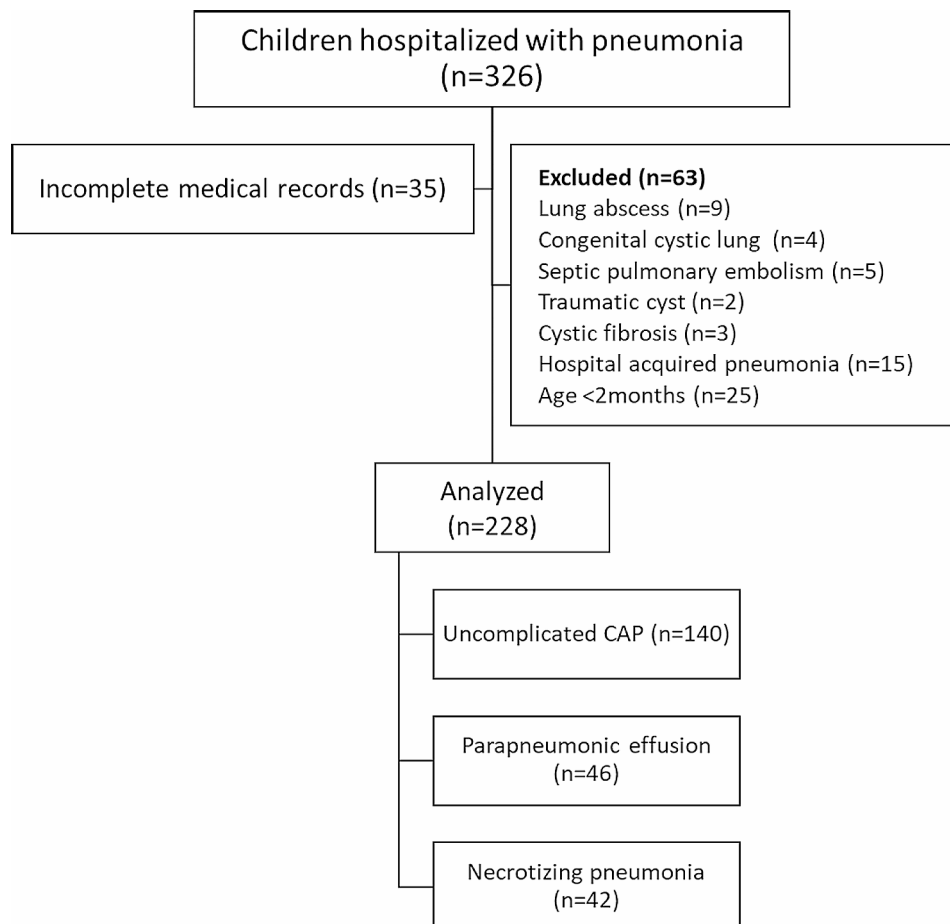 Children hospitalized with pneumonia
(n=326)
Incomplete medical records (n=35)
Excluded (n=63)
Lung abscess (n=9)
Congenital cystic lung (n=4)
Septic pulmonary embolism (n=5)
Traumatic cyst (n=2)
Cystic fibrosis (n=3)
Hospital acquired pneumonia (n=15)
Age <2months (n=25)
Analyzed
(n=228)
Uncomplicated CAP (n=140)
Parapneumonic effusion
(n=46)
Necrotizing pneumonia
(n=42)